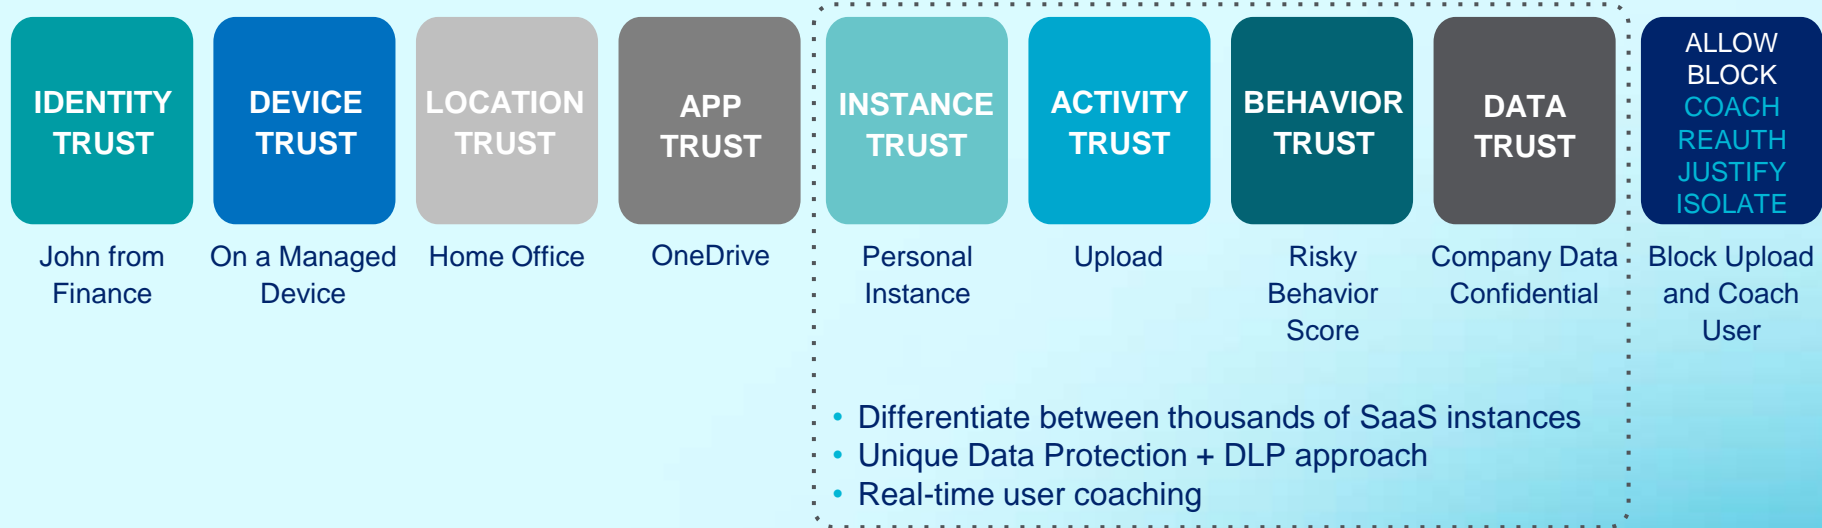 IDENTITY
TRUST
DEVICE
TRUST
LOCATION
TRUST
APP
TRUST
INSTANCE
TRUST
ACTIVITY
TRUST
BEHAVIOR
TRUST
DATA
TRUST
ALLOW
BLOCK
COACH
REAUTH
JUSTIFY
ISOLATE
John from
Finance
On a Managed
Device
Home Office
OneDrive
Personal
Instance
Upload
Risky
Behavior
Score
Company Data
Confidential
Block Upload
and Coach
User
• Differentiate between thousands of SaaS instances
• Unique Data Protection + DLP approach
• Real-time user coaching